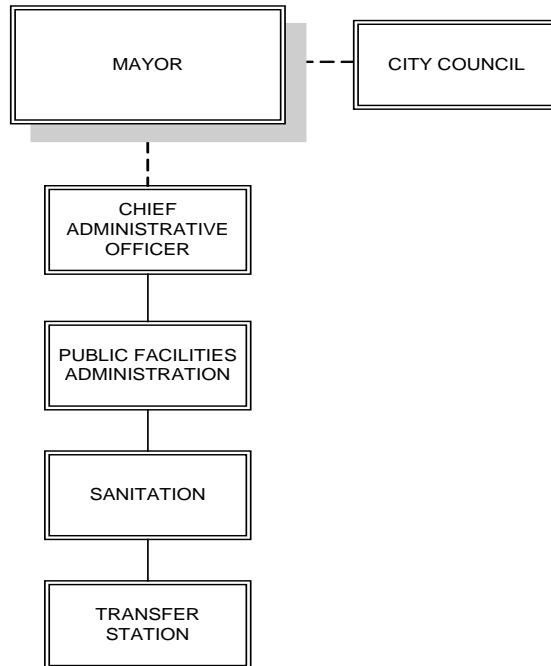 MAYOR
CITY COUNCIL
CHIEF
ADMINISTRATIVE
OFFICER
PUBLIC FACILITIES
ADMINISTRATION
SANITATION
TRANSFER
STATION